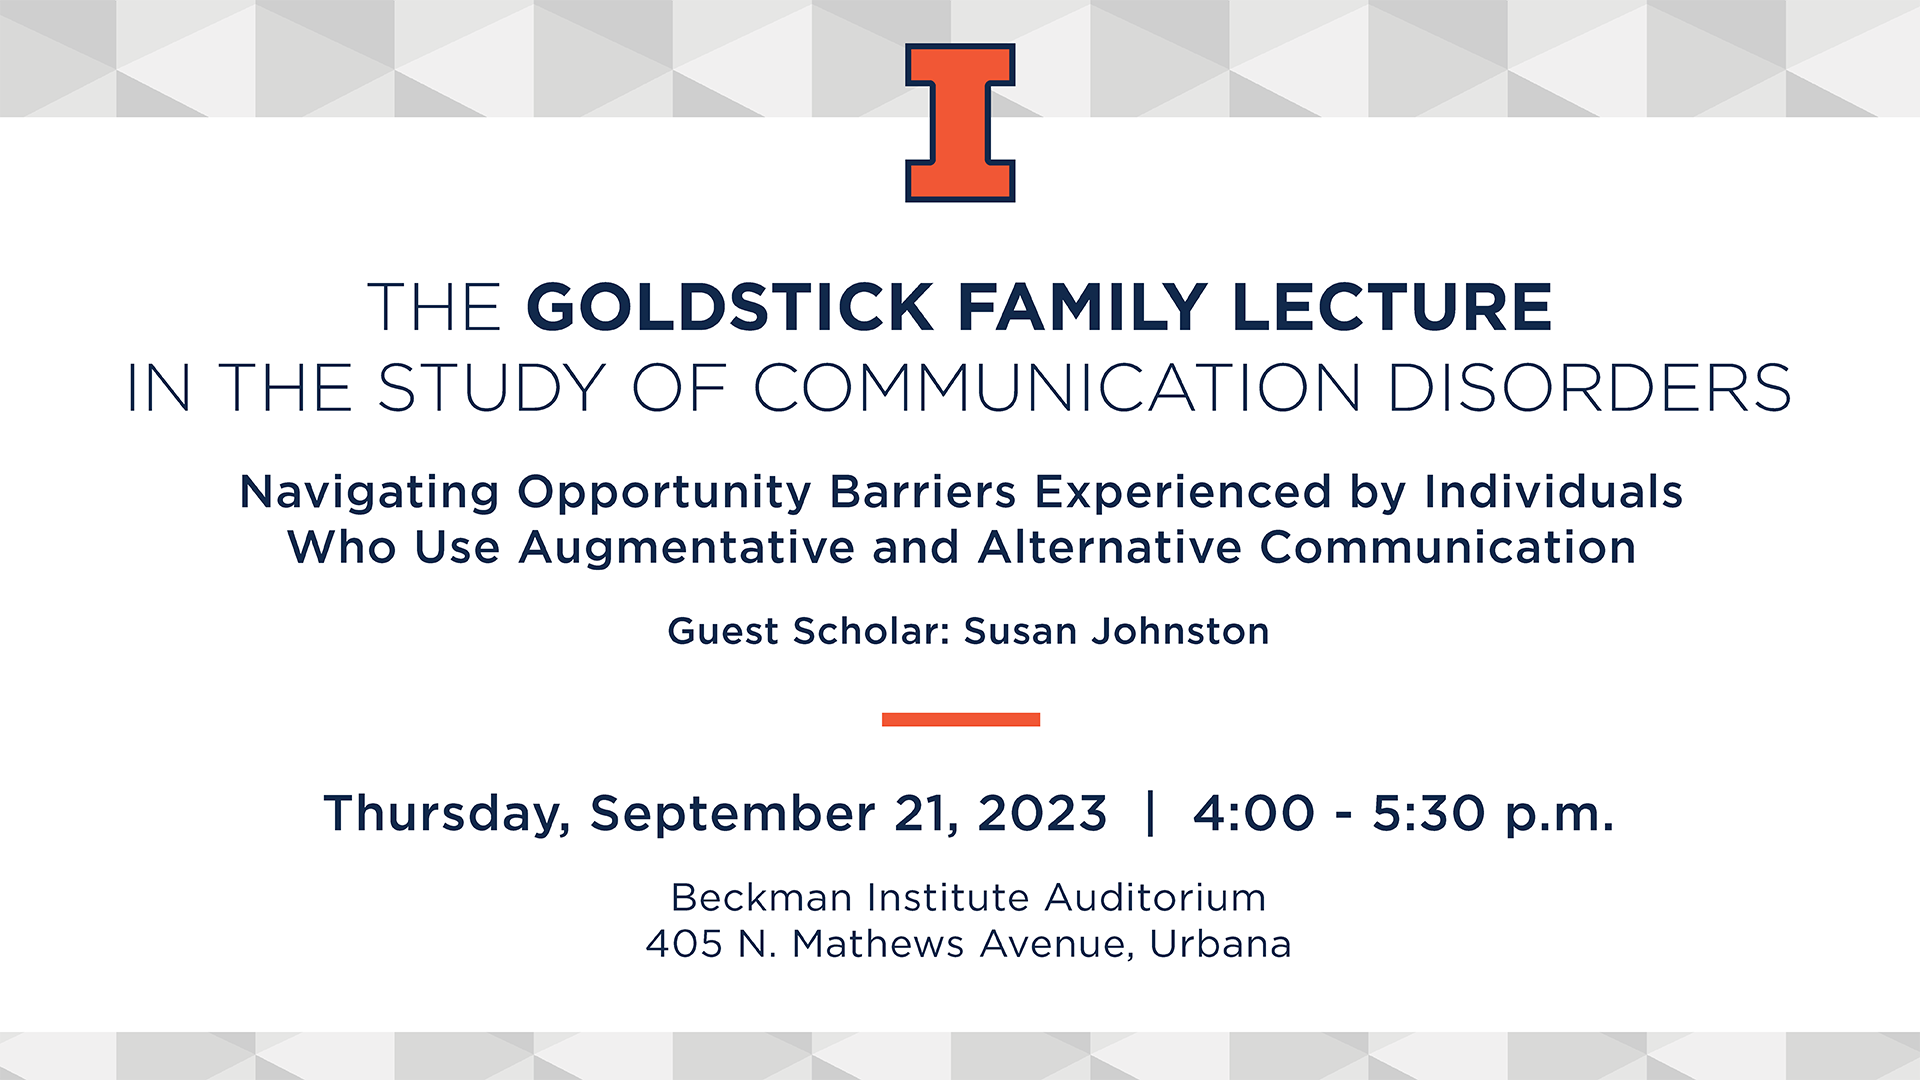 I
THE GOLDSTICK FAMILY LECTURE
IN THE STUDY OF COMMUNICATION DISORDERS
Navigating Opportunity Barriers Experienced by Individuals
Who Use Augmentative and Alternative Communication
Guest Scholar: Susan Johnston
Thursday, September 21, 2023 | 4:00 - 5:30 p.m.
Beckman Institute Auditorium
405 N. Mathews Avenue, Urbana